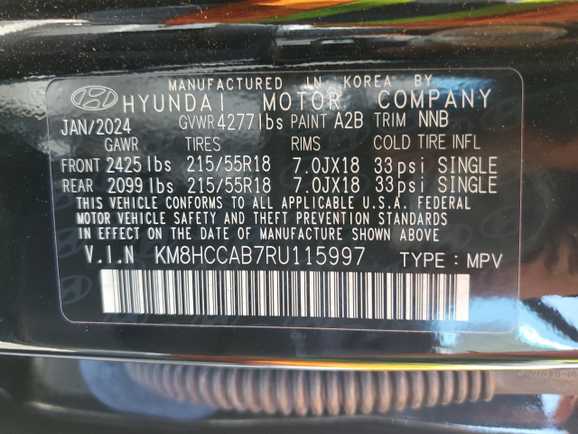 MANUFACTURED IN KOREA BY
HYUNDAI MOTOR COMPANY
JAN/2024 GVWR 4277lbs PAINT A2B TRIM NNB
GAWR TIRES RIMS COLD TIRE INFL
FRONT 2425lbs 215/55R18 7.0JX18 33psi SINGLE
REAR 2099lbs 215/55R18 7.0JX18 33psi SINGLE
THIS VEHICLE CONFORMS TO ALL APPLICABLE U.S.A. FEDERAL
MOTOR VEHICLE SAFETY AND THEFT PREVENTION STANDARDS
IN EFFECT ON THE DATE OF MANUFACTURE SHOWN ABOVE.
V.I.N KM8HCCAB7RU115997 TYPE : MPV